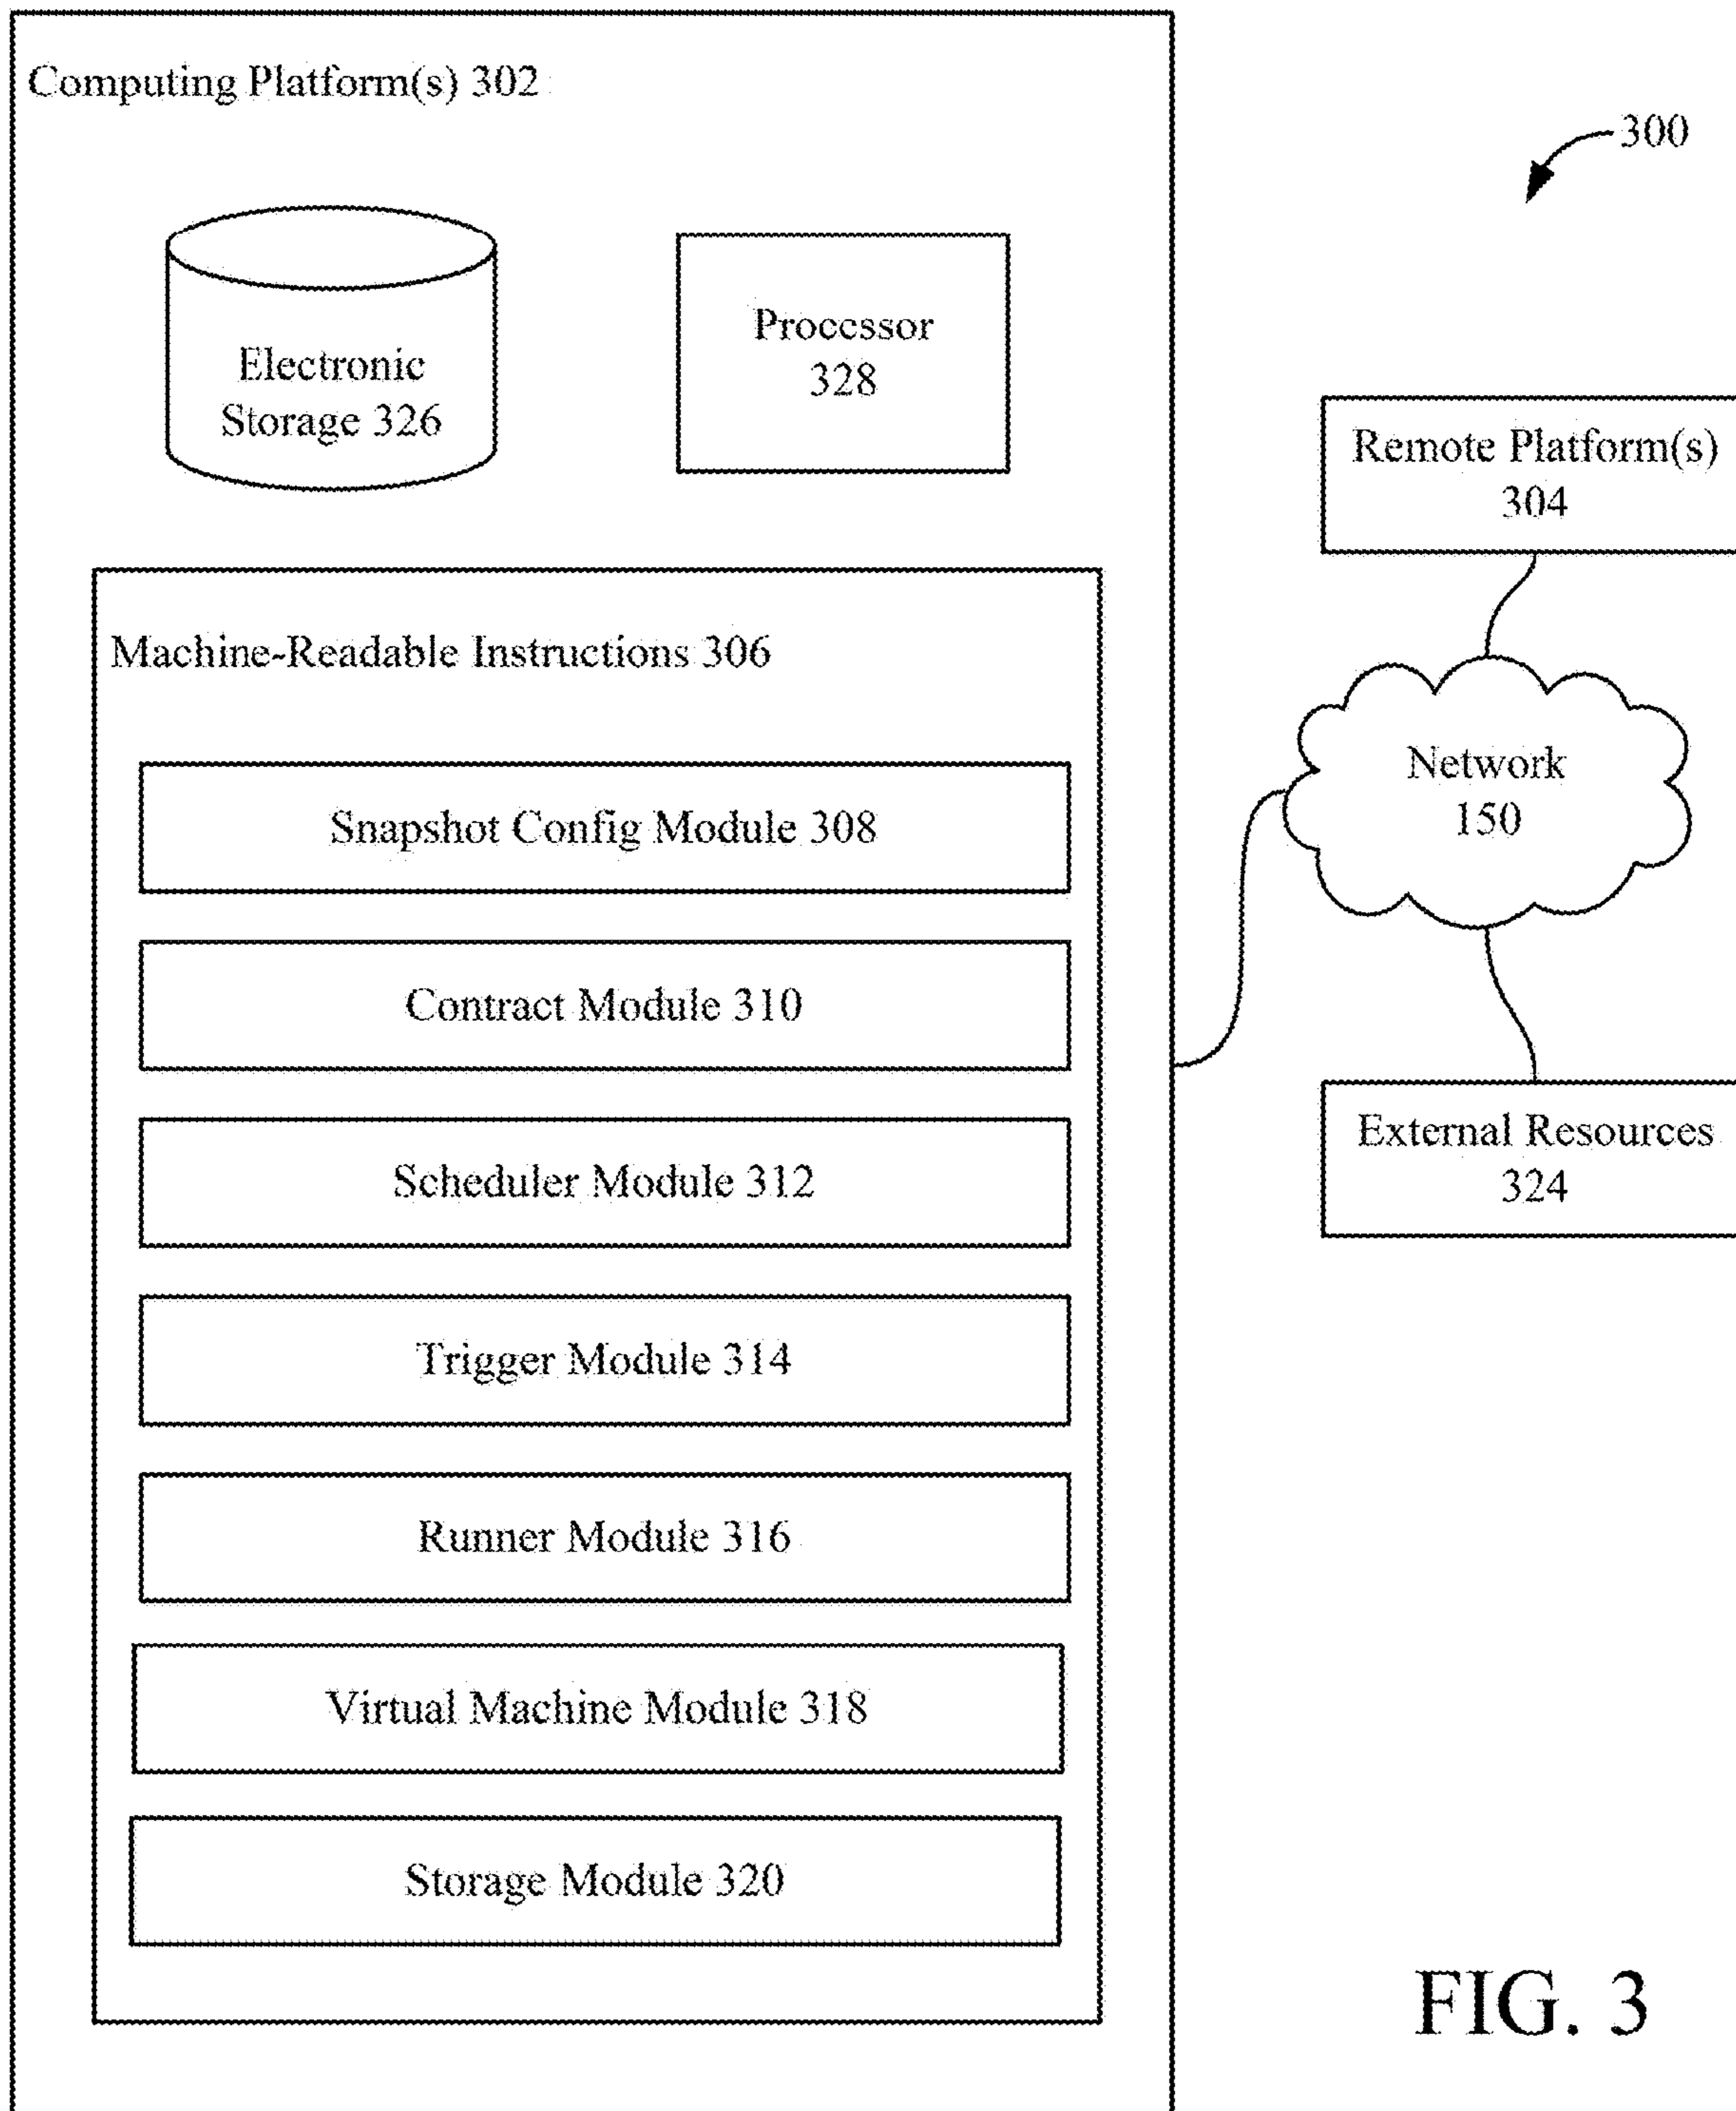 Computing Platform(s) 302
300
Electronic
Storage 326
Processor
328
Remote Platform(s)
304
Machine-Readable Instructions 306
Snapshot Config Module 308
Network
150
Contract Module 310
External Resources
324
Scheduler Module 312
Trigger Module 314
Runner Module 316
Virtual Machine Module 318
Storage Module 320
FIG. 3